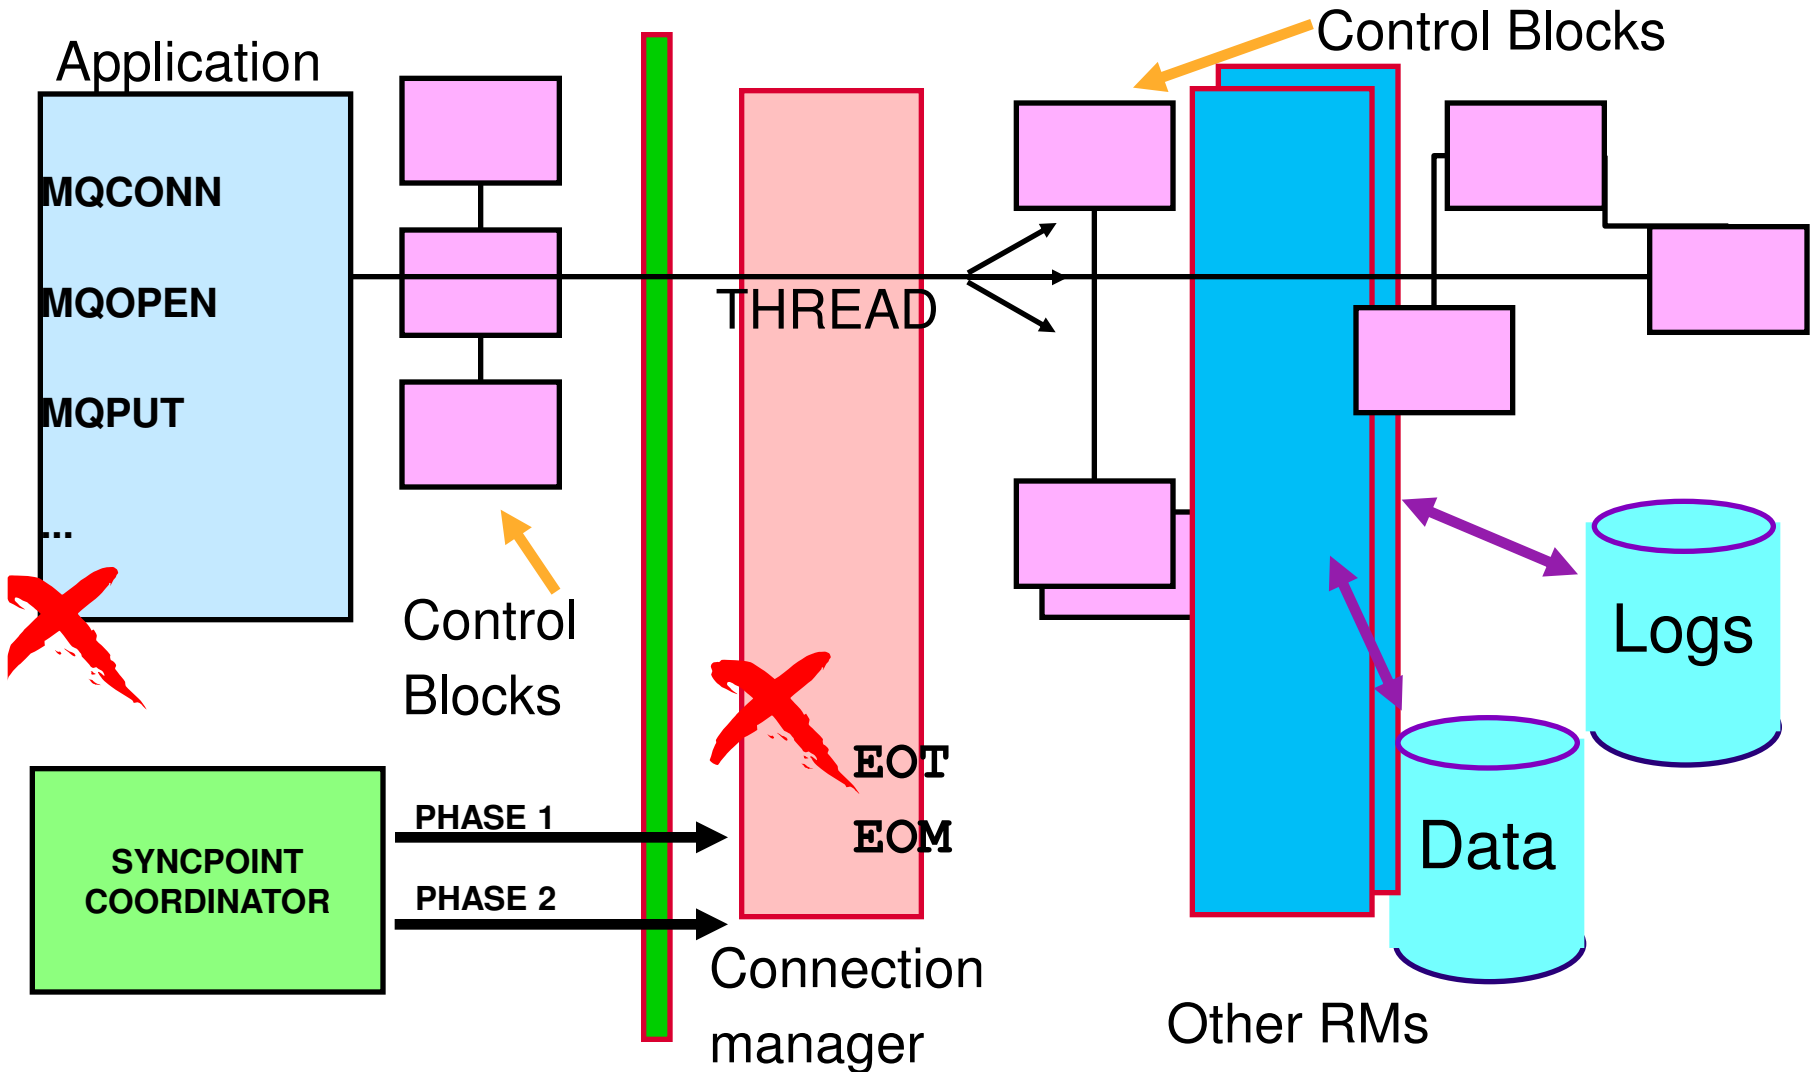 Application
Control Blocks
MQCONN
MQOPEN
THREAD
MQPUT
...
Control
Blocks
Logs
EOT
PHASE 1
EOM
SYNCPOINT
COORDINATOR
PHASE 2
Data
Connection
manager
Other RMs